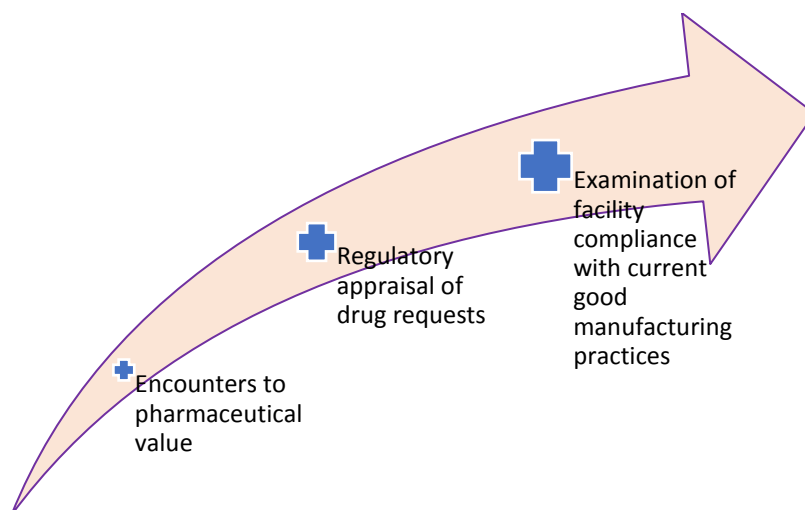 Encounters to
pharmaceutical
value
Regulatory
appraisal of
drug requests
Examination of
facility
compliance
with current
good
manufacturing
practices